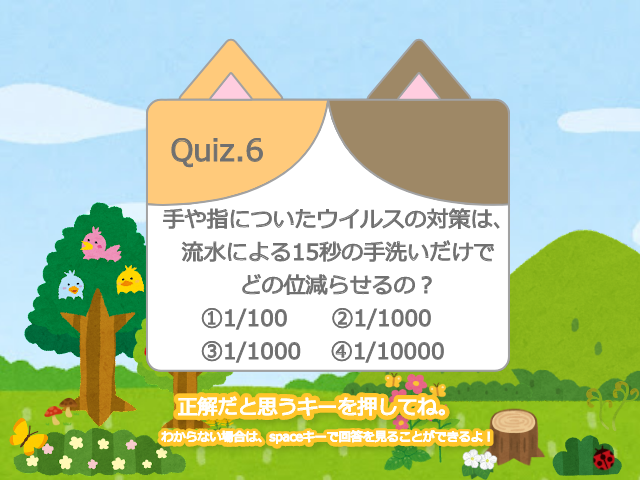 Quiz.6
手や指についたウイルスの対策は、
流水による15秒の手洗いだけで
どの位減らせるの？
①1/100 ②1/1000
③1/1000 ④1/10000
正解だと思うキーを押してね。
わからない場合は、spaceキーで回答を見ることができるよ！